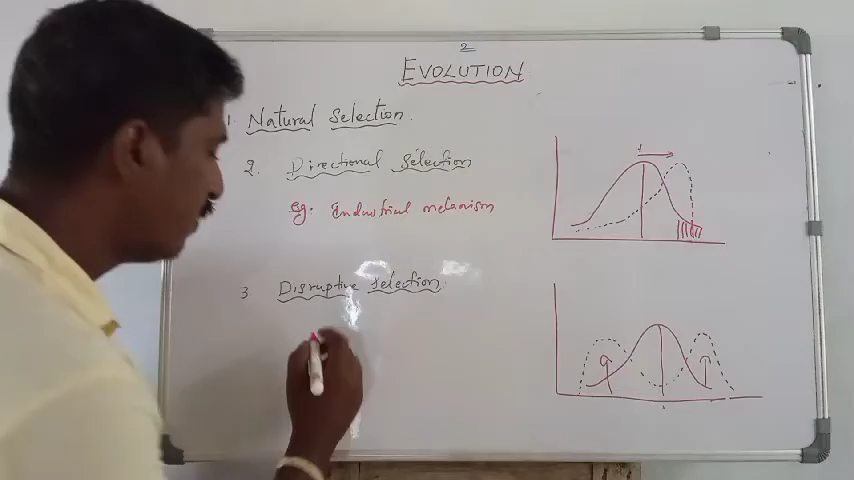 2
EVOLUTION
1. Natural Selection.
2. Directional Selection
Eg: Industrial melanism
3 Disruptive Selection